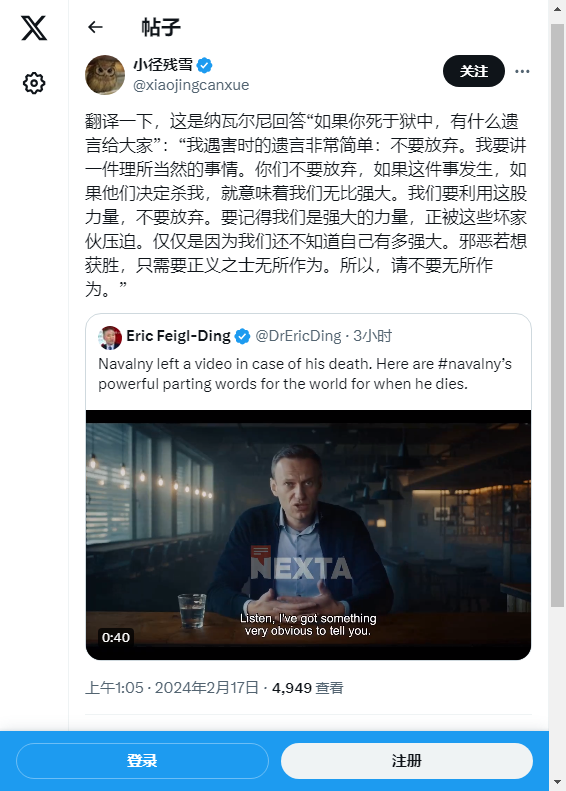 帖子
小径残雪
@xiaojingcanxue
关注
翻译一下，这是纳瓦尔尼回答“如果你死于狱中，有什么遗
言给大家”：“我遇害时的遗言非常简单：不要放弃。我要讲
一件理所当然的事情。你们不要放弃，如果这件事发生，如
果他们决定杀我，就意味着我们无比强大。我们要利用这股
力量，不要放弃。要记得我们是强大的力量，正被这些坏家
伙压迫。仅仅是因为我们还不知道自己有多强大。邪恶若想
获胜，只需要正义之士无所作为。所以，请不要无所作
为。”
Eric Feigl-Ding @DrEricDing · 3小时
Navalny left a video in case of his death. Here are #navalny’s
powerful parting words for the world for when he dies.
NEXTA
Listen, I've got something
very obvious to tell you.
0:40
上午1:05 · 2024年2月17日 · 4,949 查看
登录
注册